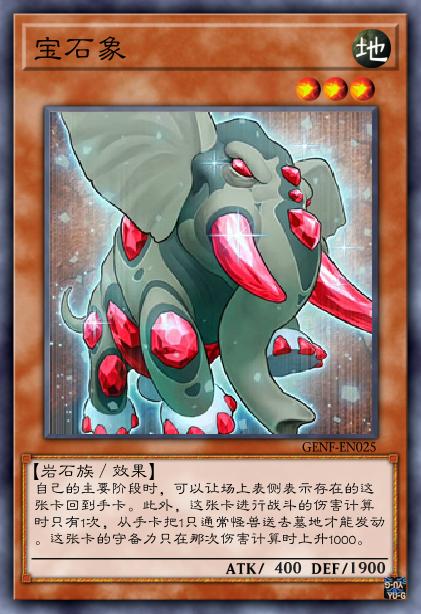 宝石象
地
GENF-EN025
【岩石族／效果】
自己的主要阶段时，可以让场上表侧表示存在的这
张卡回到手卡。此外，这张卡进行战斗的伤害计算
时只有1次，从手卡把1只通常怪兽送去墓地才能发动
。这张卡的守备力只在那次伤害计算时上升1000。
ATK/ 400 DEF/1900